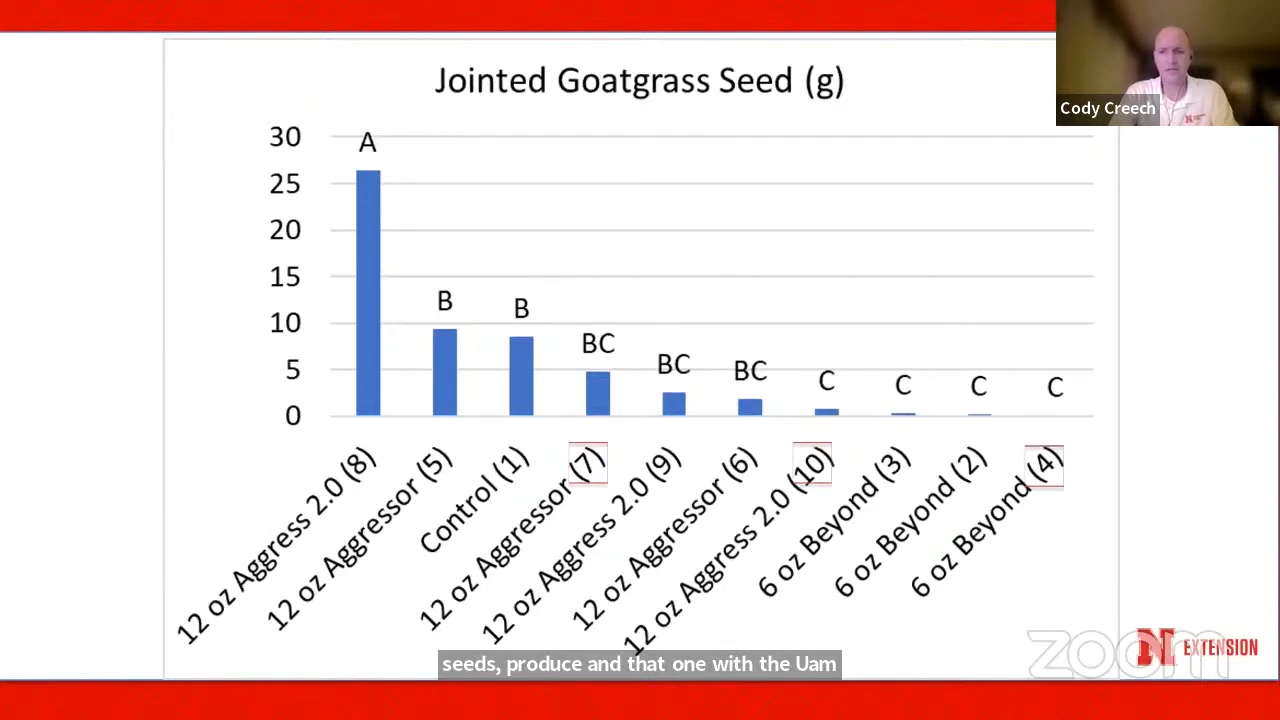 Jointed Goatgrass Seed (g)
Cody Creech
30
25
20
15
10
5
0
A
B
B
BC
BC
BC
C
C
C
C
12 oz Aggress 2.0 (8)
12 oz Aggressor (5)
Control (1)
12 oz Aggressor (7)
12 oz Aggress 2.0 (9)
12 oz Aggressor (6)
12 oz Aggress 2.0 (10)
6 oz Beyond (3)
6 oz Beyond (2)
6 oz Beyond (4)
seeds, produce and that one with the Uam
zoom
N EXTENSION